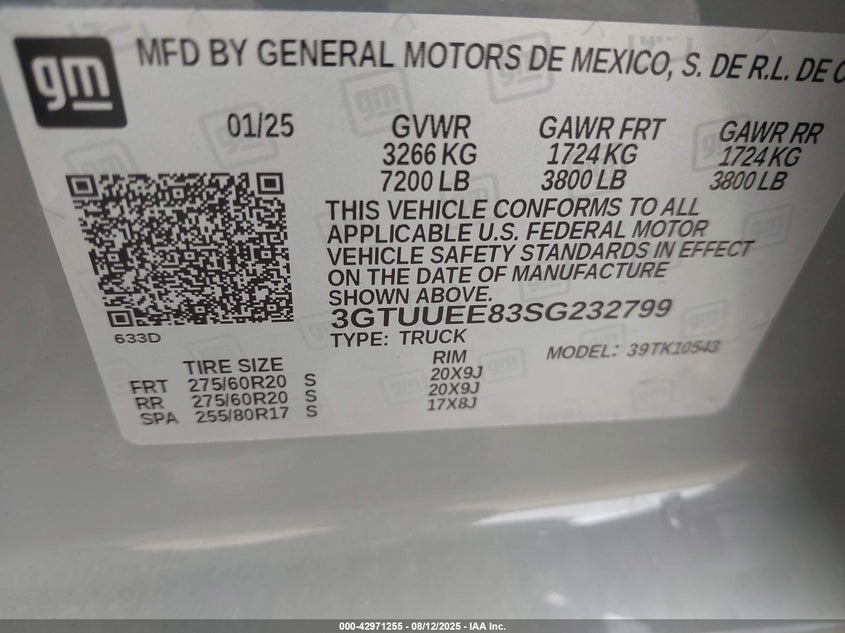 gm
MFD BY GENERAL MOTORS DE MEXICO, S. DE R.L. DE C
01/25 GVWR GAWR FRT GAWR RR
3266 KG 1724 KG 1724 KG
7200 LB 3800 LB 3800 LB
THIS VEHICLE CONFORMS TO ALL
APPLICABLE U.S. FEDERAL MOTOR
VEHICLE SAFETY STANDARDS IN EFFECT
ON THE DATE OF MANUFACTURE
SHOWN ABOVE.
3GTUUEE83SG232799
633D
TYPE: TRUCK MODEL: 39TK10543
TIRE SIZE RIM
FRT 275/60R20 S 20X9J
RR 275/60R20 S 20X9J
SPA 255/80R17 S 17X8J
000-42971255 - 08/12/2025 - IAA Inc.